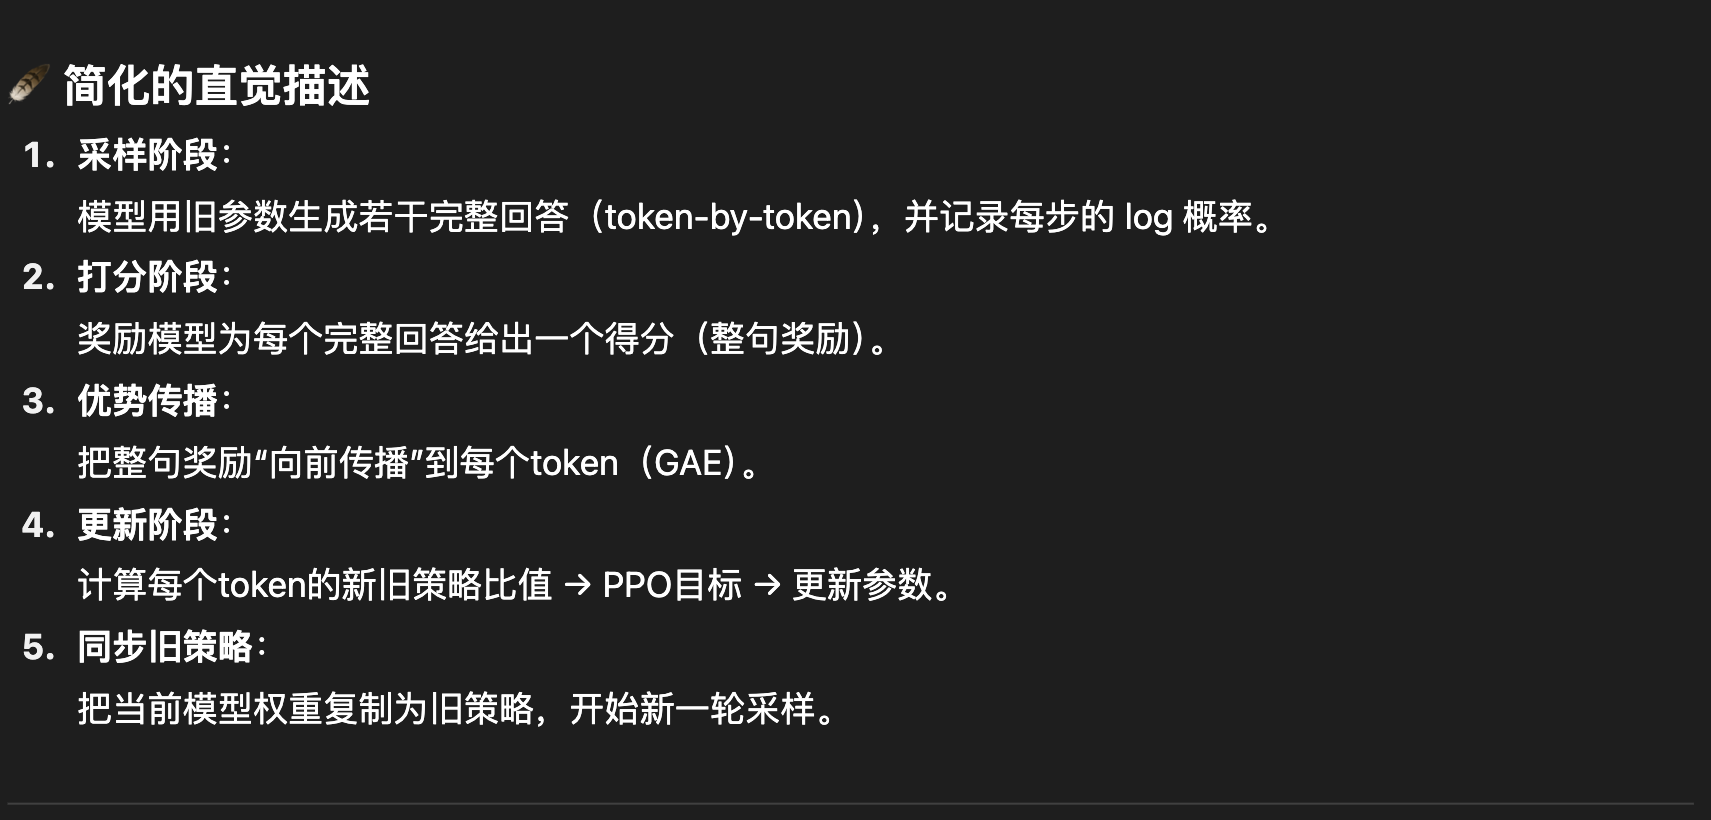 简化的直觉描述
1. 采样阶段：
模型用旧参数生成若干完整回答（token-by-token），并记录每步的 log 概率。
2. 打分阶段：
奖励模型为每个完整回答给出一个得分（整句奖励）。
3. 优势传播：
把整句奖励“向前传播”到每个token（GAE）。
4. 更新阶段：
计算每个token的新旧策略比值 → PPO目标 → 更新参数。
5. 同步旧策略：
把当前模型权重复制为旧策略，开始新一轮采样。